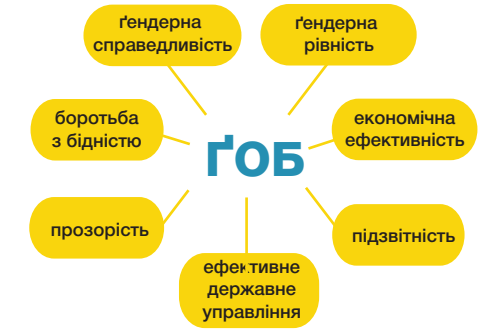 ґендерна
справедливість
ґендерна
рівність
боротьба
з бідністю
економічна
ефективність
ҐОБ
прозорість
підзвітність
ефективне
державне
управління